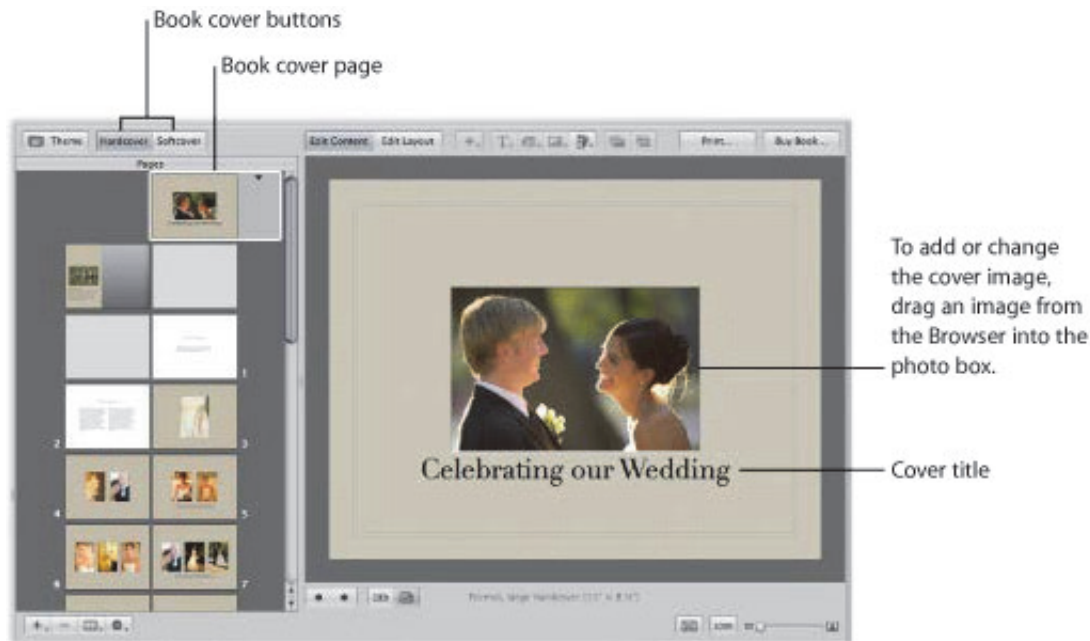 Book cover buttons
Book cover page
Theme Hardcover Softcover
Edit Content Edit Layout
Print... Buy Book...
Pages
To add or change
the cover image,
drag an image from
the Browser into the
photo box.
1
2 3
Celebrating our Wedding
Cover title
4 5
6 7